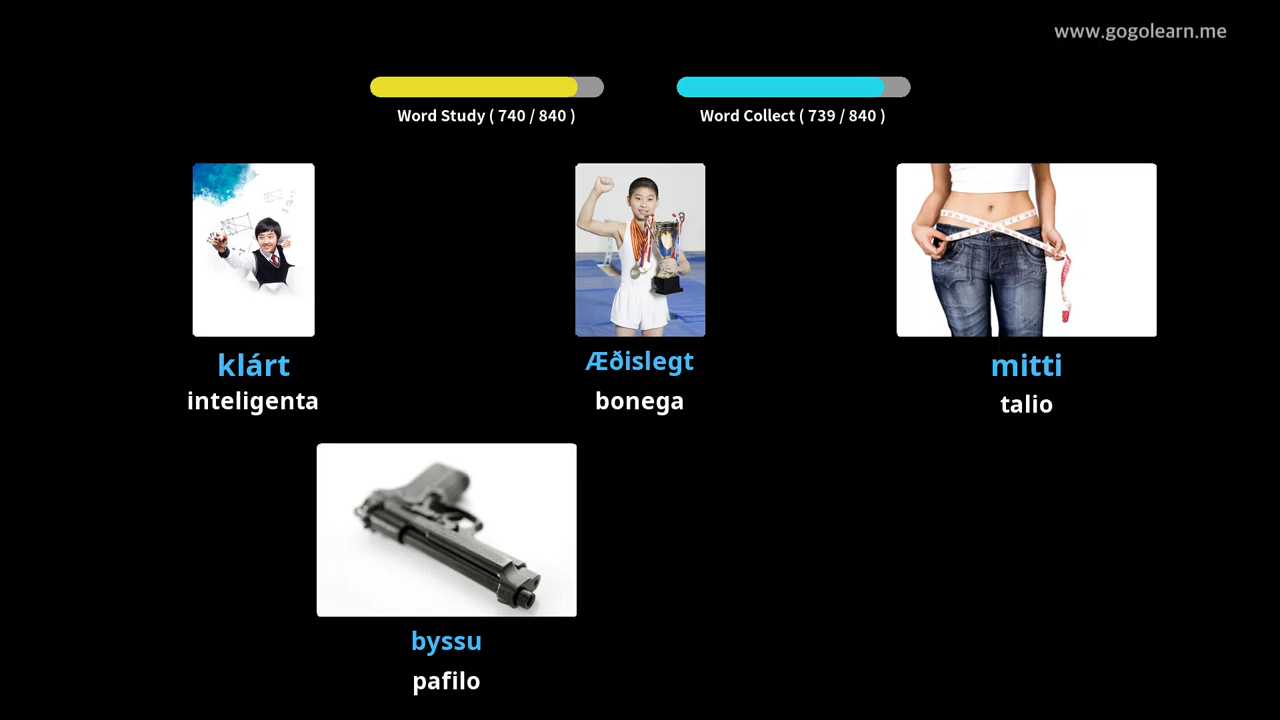 www.gogolearn.me
Word Study ( 740 / 840 )
Word Collect ( 739 / 840 )
klárt
inteligenta
Æðislegt
bonega
mitti
talio
byssu
pafilo